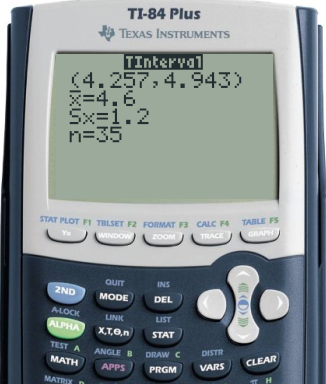 TI-84 Plus
TEXAS INSTRUMENTS
TInterval
(4.257,4.943)
x̄=4.6
Sx=1.2
n=35
STAT PLOT F1 TBLSET F2 FORMAT F3 CALC F4 TABLE F5
Y= WINDOW ZOOM TRACE GRAPH
QUIT INS
2ND MODE DEL
A-LOCK LINK LIST
ALPHA X,T,θ,n STAT
TEST A ANGLE B DRAW C DISTR
MATH APPS PRGM VARS CLEAR
MATRIX D H